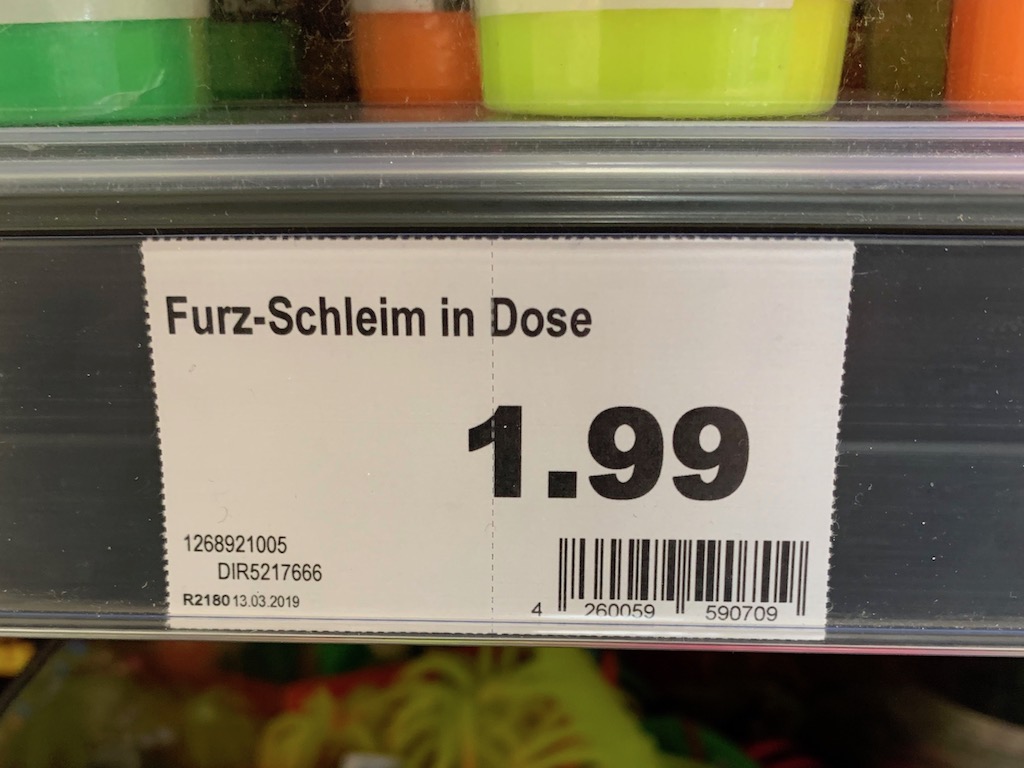 Furz-Schleim in Dose
1.99
1268921005
DIR5217666
R2180 13.03.2019
4 260059 590709